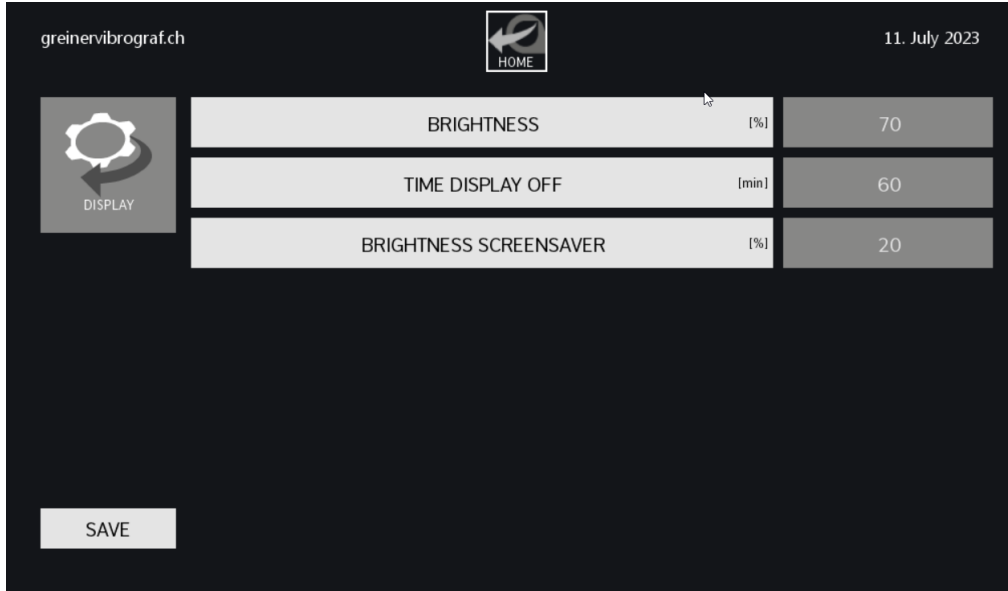 greinervibrograf.ch
HOME
11. July 2023
DISPLAY
BRIGHTNESS [%] 70
TIME DISPLAY OFF [min] 60
BRIGHTNESS SCREENSAVER [%] 20
SAVE